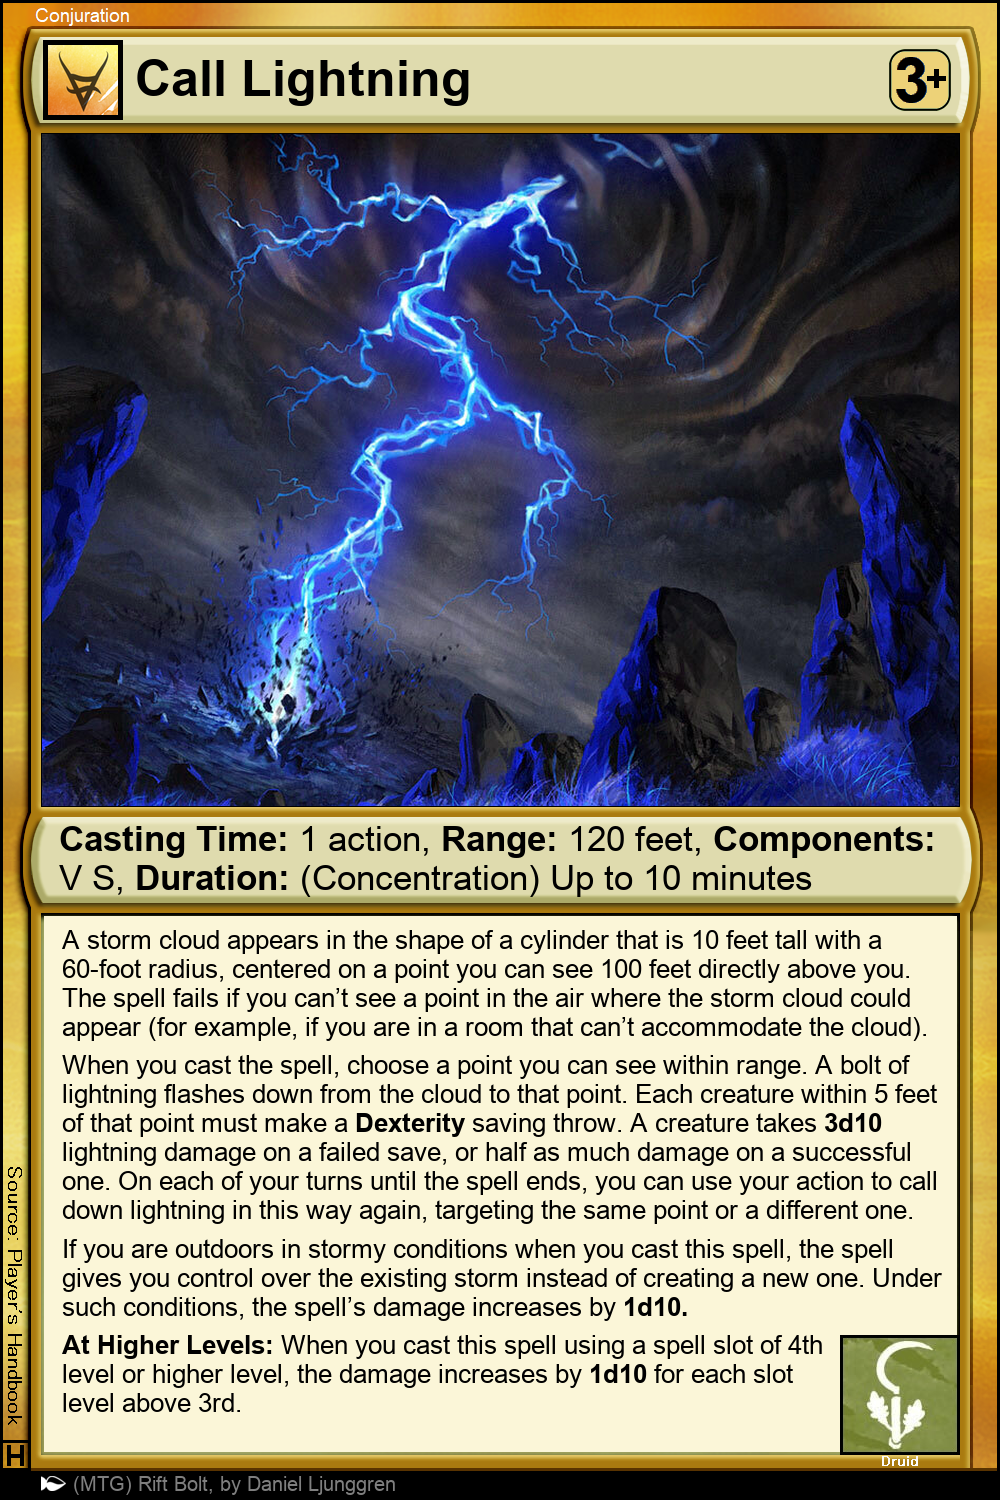 Conjuration
Call Lightning
3+
Casting Time: 1 action, Range: 120 feet, Components:
V S, Duration: (Concentration) Up to 10 minutes
A storm cloud appears in the shape of a cylinder that is 10 feet tall with a
60-foot radius, centered on a point you can see 100 feet directly above you.
The spell fails if you can’t see a point in the air where the storm cloud could
appear (for example, if you are in a room that can’t accommodate the cloud).
When you cast the spell, choose a point you can see within range. A bolt of
lightning flashes down from the cloud to that point. Each creature within 5 feet
of that point must make a Dexterity saving throw. A creature takes 3d10
lightning damage on a failed save, or half as much damage on a successful
one. On each of your turns until the spell ends, you can use your action to call
down lightning in this way again, targeting the same point or a different one.
If you are outdoors in stormy conditions when you cast this spell, the spell
gives you control over the existing storm instead of creating a new one. Under
such conditions, the spell’s damage increases by 1d10.
At Higher Levels: When you cast this spell using a spell slot of 4th
level or higher level, the damage increases by 1d10 for each slot
level above 3rd.
Druid
Source: Player’s Handbook
H
(MTG) Rift Bolt, by Daniel Ljunggren